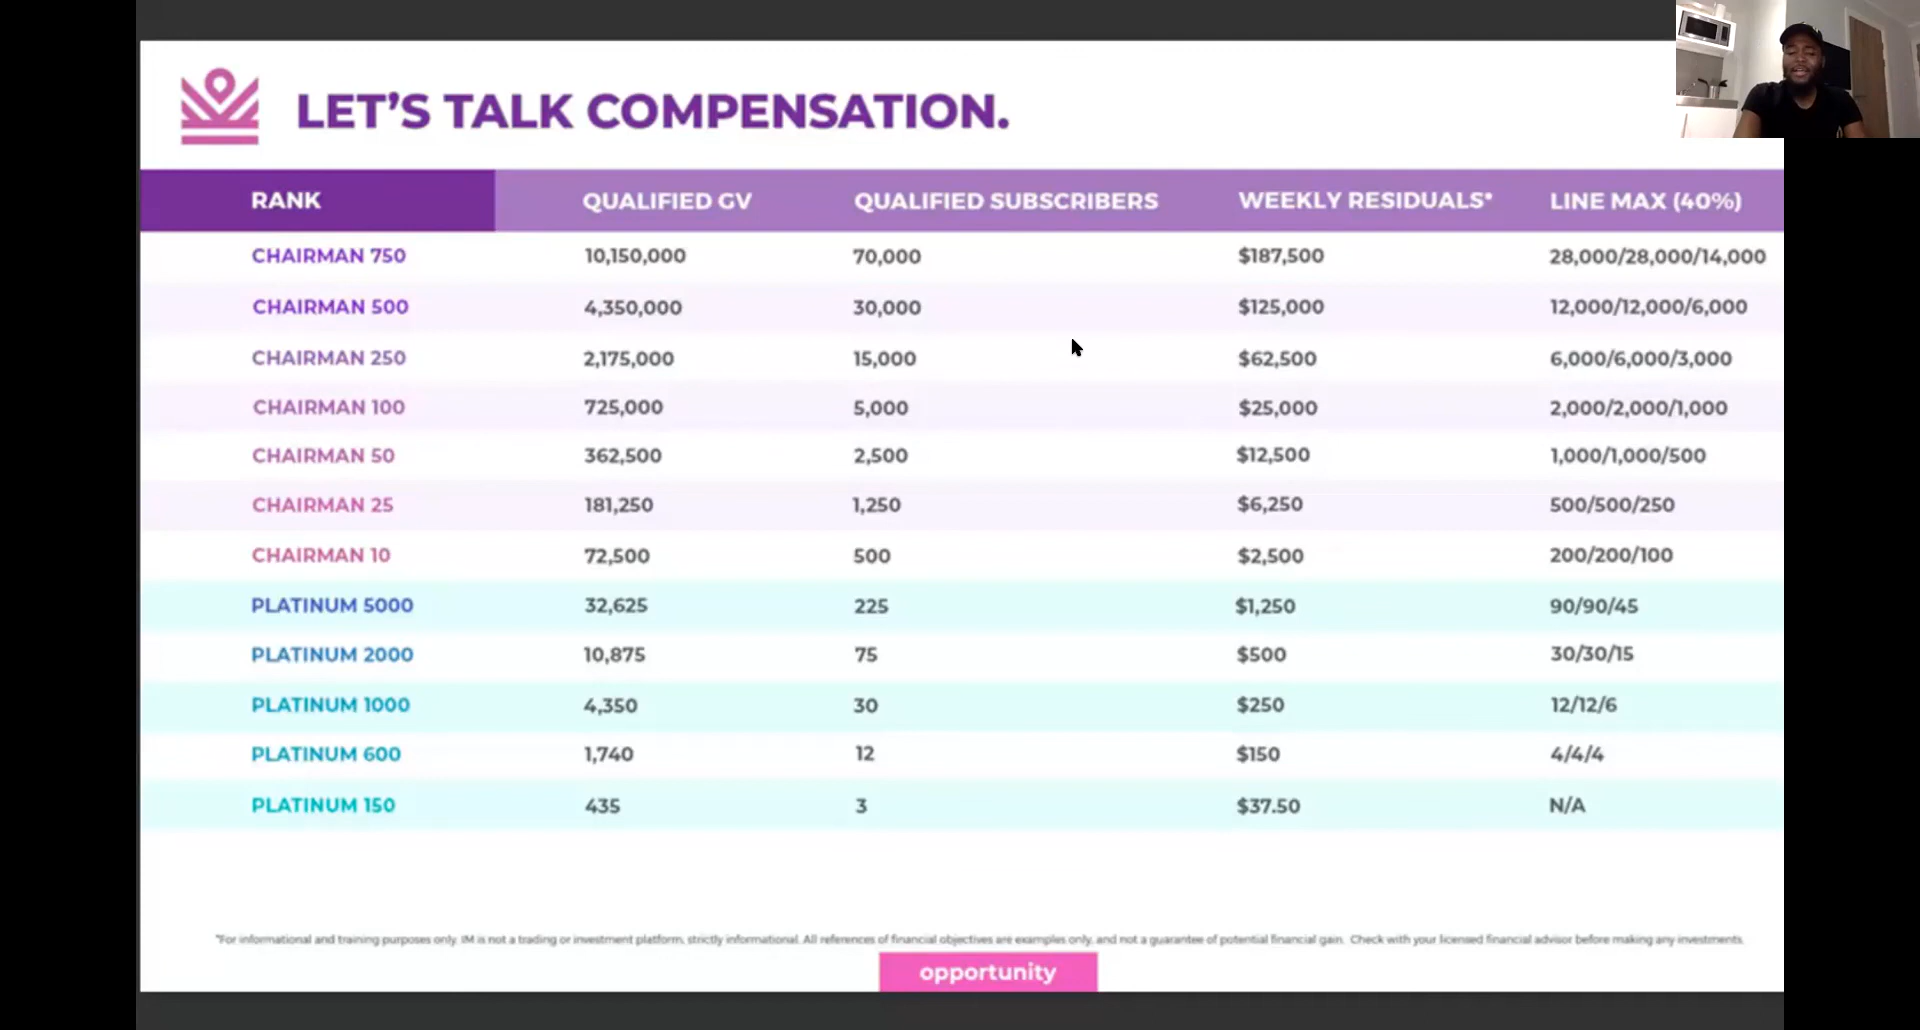 LET'S TALK COMPENSATION.
RANK QUALIFIED GV QUALIFIED SUBSCRIBERS WEEKLY RESIDUALS* LINE MAX (40%)
CHAIRMAN 750 10,150,000 70,000 $187,500 28,000/28,000/14,000
CHAIRMAN 500 4,350,000 30,000 $125,000 12,000/12,000/6,000
CHAIRMAN 250 2,175,000 15,000 $62,500 6,000/6,000/3,000
CHAIRMAN 100 725,000 5,000 $25,000 2,000/2,000/1,000
CHAIRMAN 50 362,500 2,500 $12,500 1,000/1,000/500
CHAIRMAN 25 181,250 1,250 $6,250 500/500/250
CHAIRMAN 10 72,500 500 $2,500 200/200/100
PLATINUM 5000 32,625 225 $1,250 90/90/45
PLATINUM 2000 10,875 75 $500 30/30/15
PLATINUM 1000 4,350 30 $250 12/12/6
PLATINUM 600 1,740 12 $150 4/4/4
PLATINUM 150 435 3 $37.50 N/A
*For informational and training purposes only. IM is not a trading or investment platform, strictly informational. All references of financial objectives are examples only, and not a guarantee of potential financial gain. Check with your licensed financial advisor before making any investments.
opportunity